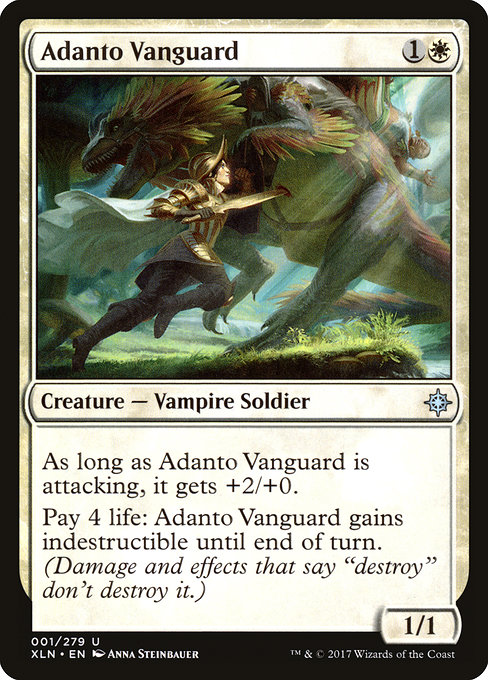 Adanto Vanguard 1
Creature — Vampire Soldier
As long as Adanto Vanguard is
attacking, it gets +2/+0.
Pay 4 life: Adanto Vanguard gains
indestructible until end of turn.
(Damage and effects that say “destroy”
don’t destroy it.)
1/1
001/279 U
XLN • EN Anna Steinbauer ™ & © 2017 Wizards of the Coast